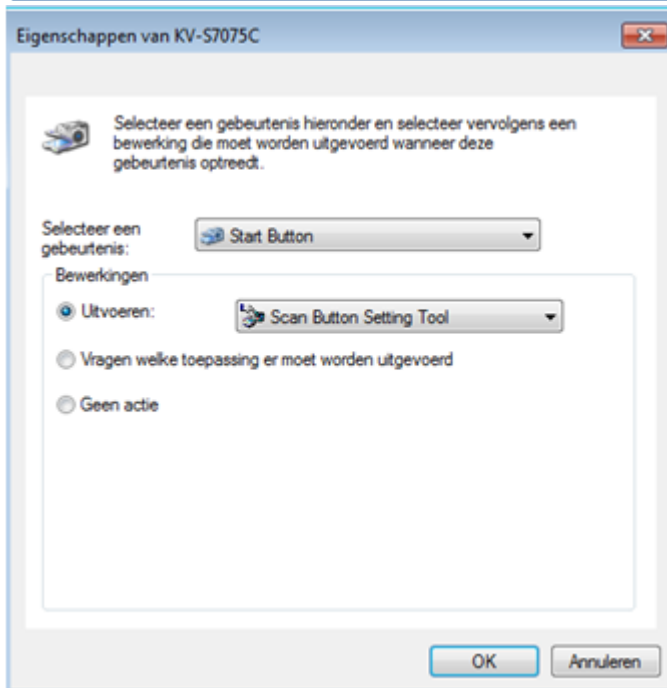 Eigenschappen van KV-S7075C
Selecteer een gebeurtenis hieronder en selecteer vervolgens een
bewerking die moet worden uitgevoerd wanneer deze
gebeurtenis optreedt.
Selecteer een
gebeurtenis:
Start Button
Bewerkingen
Uitvoeren:
Scan Button Setting Tool
Vragen welke toepassing er moet worden uitgevoerd
Geen actie
OK
Annuleren